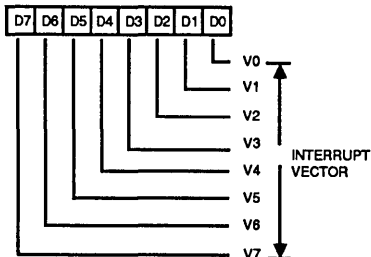 D7 D6 D5 D4 D3 D2 D1 D0
V0
V1
V2
V3
V4
V5
V6
V7
INTERRUPT
VECTOR